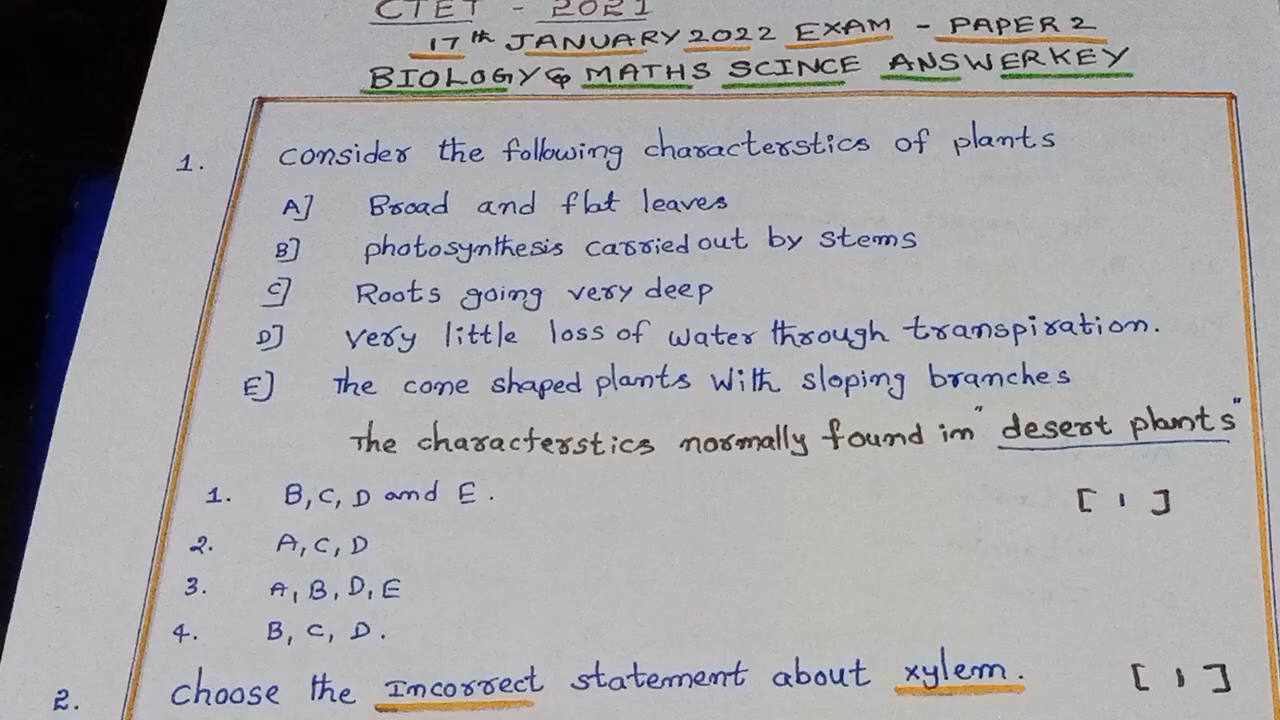 CTET - 2021
17th JANUARY 2022 EXAM - PAPER 2
BIOLOGY & MATHS SCINCE ANSWERKEY
1. Consider the following characterstics of plants
A] Broad and flat leaves
B] photosynthesis carried out by stems
C] Roots going very deep
D] very little loss of water through transpiration.
E] The cone shaped plants with sloping branches
The characterstics normally found in "desert plants"
1. B, C, D and E. [ 1 ]
2. A, C, D
3. A, B, D, E
4. B, C, D.
2. choose the Incorrect statement about xylem. [ 1 ]